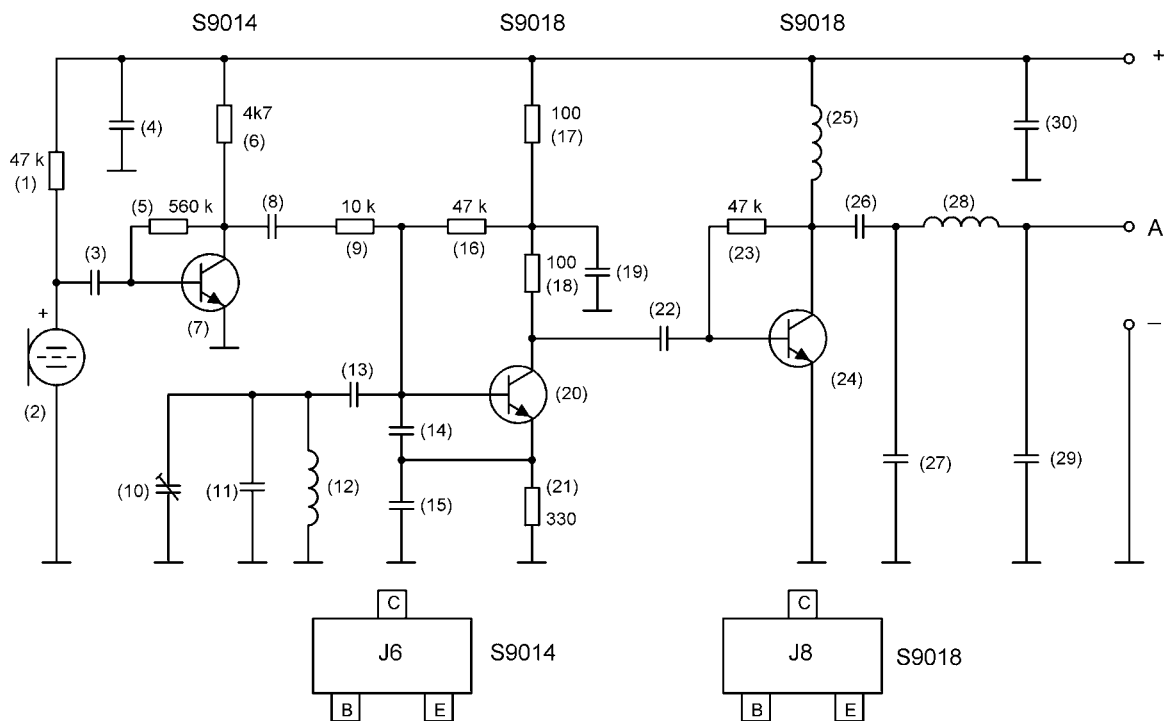 S9014 S9018 S9018
+
4k7 100 (25)
(4) (6) (17) (30)
47 k
(1)
(5) 560 k (8) 10 k 47 k 47 k (26) (28) A
(3) (9) (16) 100 (19) (23)
(18)
+ (7) (22) –
(13) (20) (24)
(2)
(14)
(10) (11) (12) (15) (21) (27) (29)
330
C C
J6 S9014 J8 S9018
B E B E